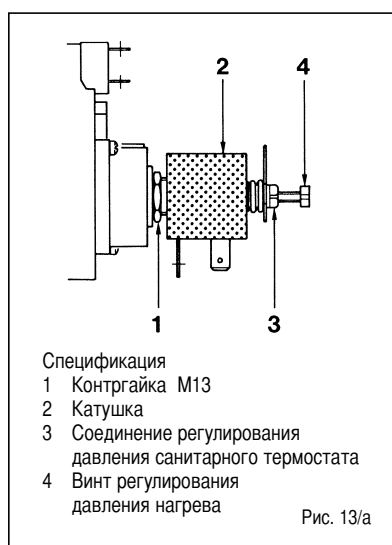 2
4
1
3
Спецификация
1 Контргайка М13
2 Катушка
3 Соединение регулирования
давления санитарного термостата
4 Винт регулирования
давления нагрева
Рис. 13/а